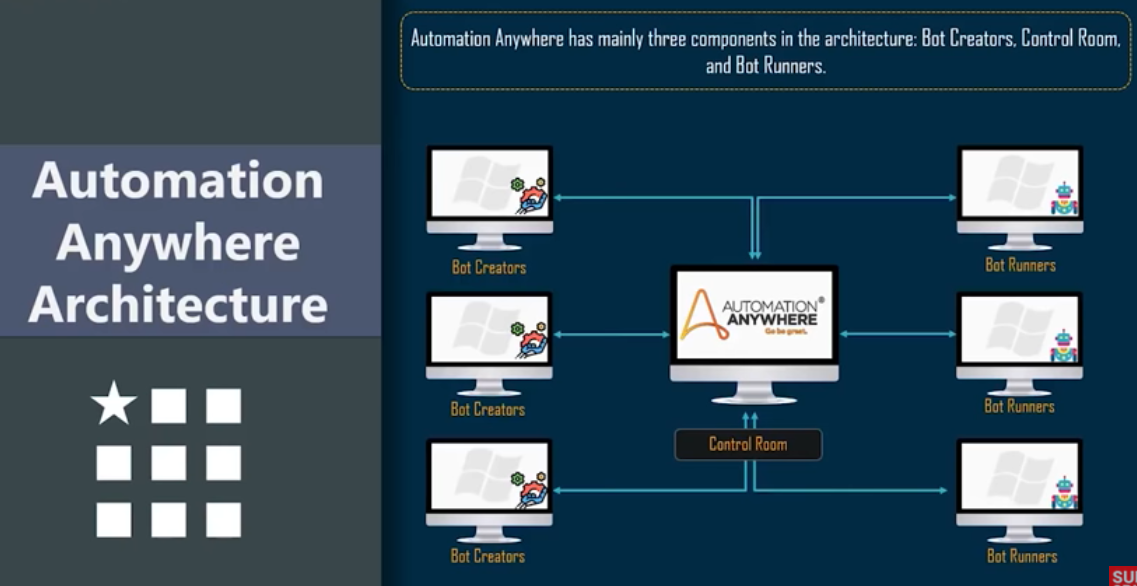 Automation Anywhere has mainly three components in the architecture: Bot Creators, Control Room,
and Bot Runners.
Automation
Anywhere
Architecture
Bot Creators
Bot Runners
AUTOMATION®
ANYWHERE
Go be great.
Bot Creators
Bot Runners
Control Room
Bot Creators
Bot Runners